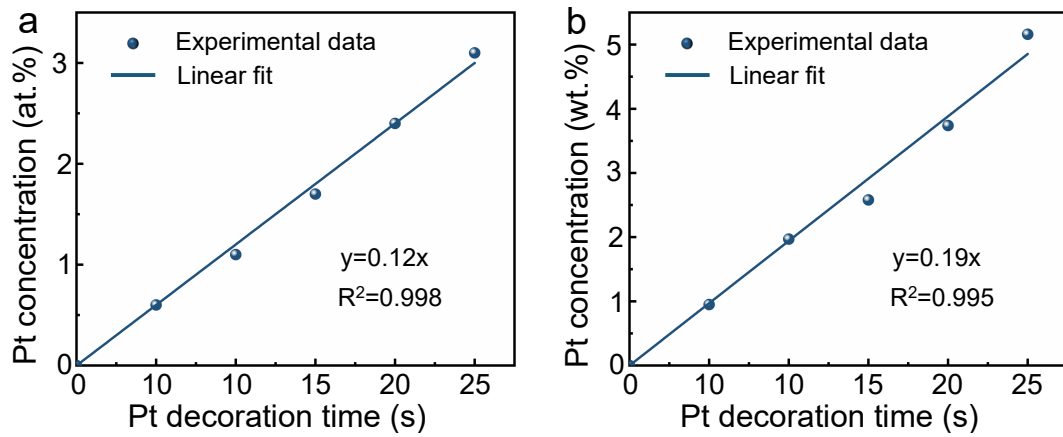 a
Experimental data
Linear fit
Pt concentration (at.%)
3
2
1
0
y=0.12x
R²=0.998
0 10 10 15 20 25
Pt decoration time (s)
b
Experimental data
Linear fit
Pt concentration (wt.%)
5
4
3
2
1
0
y=0.19x
R²=0.995
0 10 10 15 20 25
Pt decoration time (s)